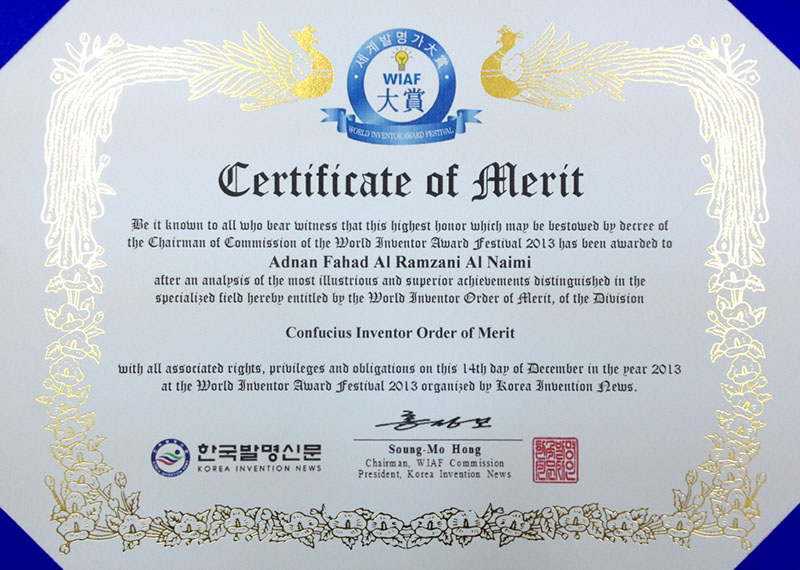 세계발명가大賞
WIAF
大賞
WORLD INVENTOR AWARD FESTIVAL
Certificate of Merit
Be it known to all who bear witness that this highest honor which may be bestowed by decree of
the Chairman of Commission of the World Inventor Award Festival 2013 has been awarded to
Adnan Fahad Al Ramzani Al Naimi
after an analysis of the most illustrious and superior achievements distinguished in the
specialized field hereby entitled by the World Inventor Order of Merit, of the Division
Confucius Inventor Order of Merit
with all associated rights, privileges and obligations on this 14th day of December in the year 2013
at the World Inventor Award Festival 2013 organized by Korea Invention News.
한국발명신문
KOREA INVENTION NEWS
Soung-Mo Hong
Chairman, WIAF Commission
President, Korea Invention News